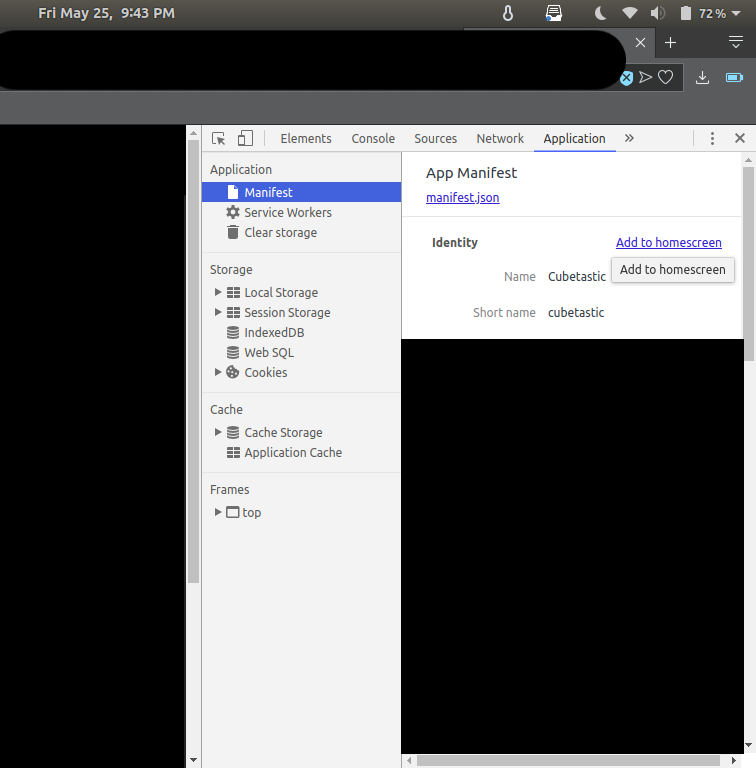 Fri May 25, 9:43 PM
72 %
Elements Console Sources Network Application
Application
Manifest
Service Workers
Clear storage
Storage
Local Storage
Session Storage
IndexedDB
Web SQL
Cookies
Cache
Cache Storage
Application Cache
Frames
top
App Manifest
manifest.json
Identity Add to homescreen
Add to homescreen
Name Cubetastic
Short name cubetastic